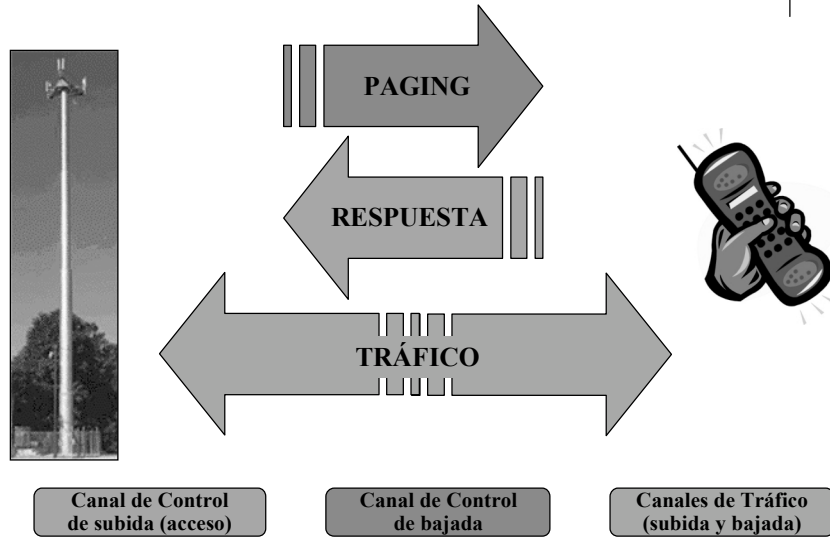 PAGING
RESPUESTA
TRÁFICO
Canal de Control
de subida (acceso)
Canal de Control
de bajada
Canales de Tráfico
(subida y bajada)